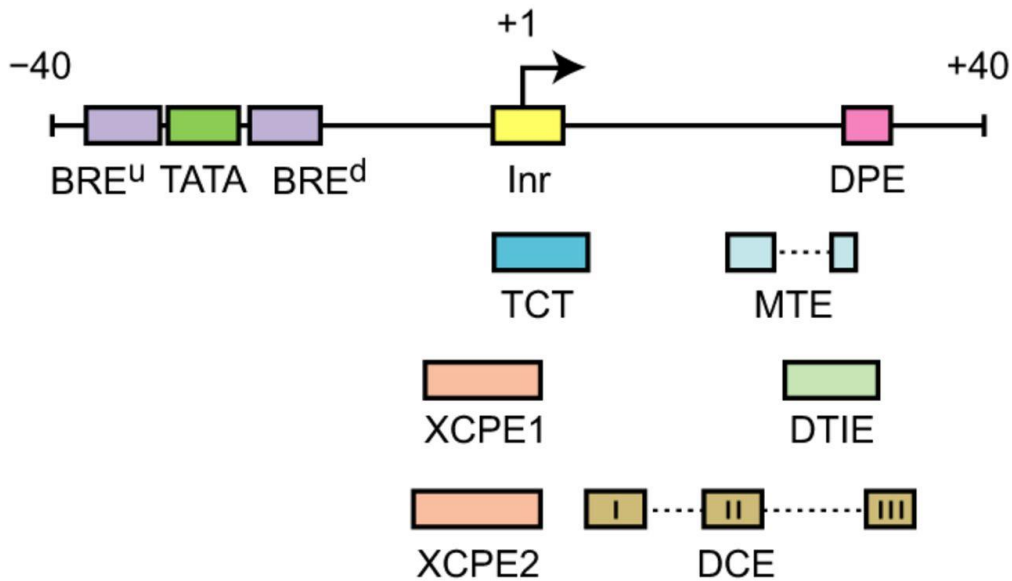 +1
−40 +40
BREᵘ TATA BREᵈ Inr DPE
TCT MTE
XCPE1 DTIE
I II III
XCPE2 DCE